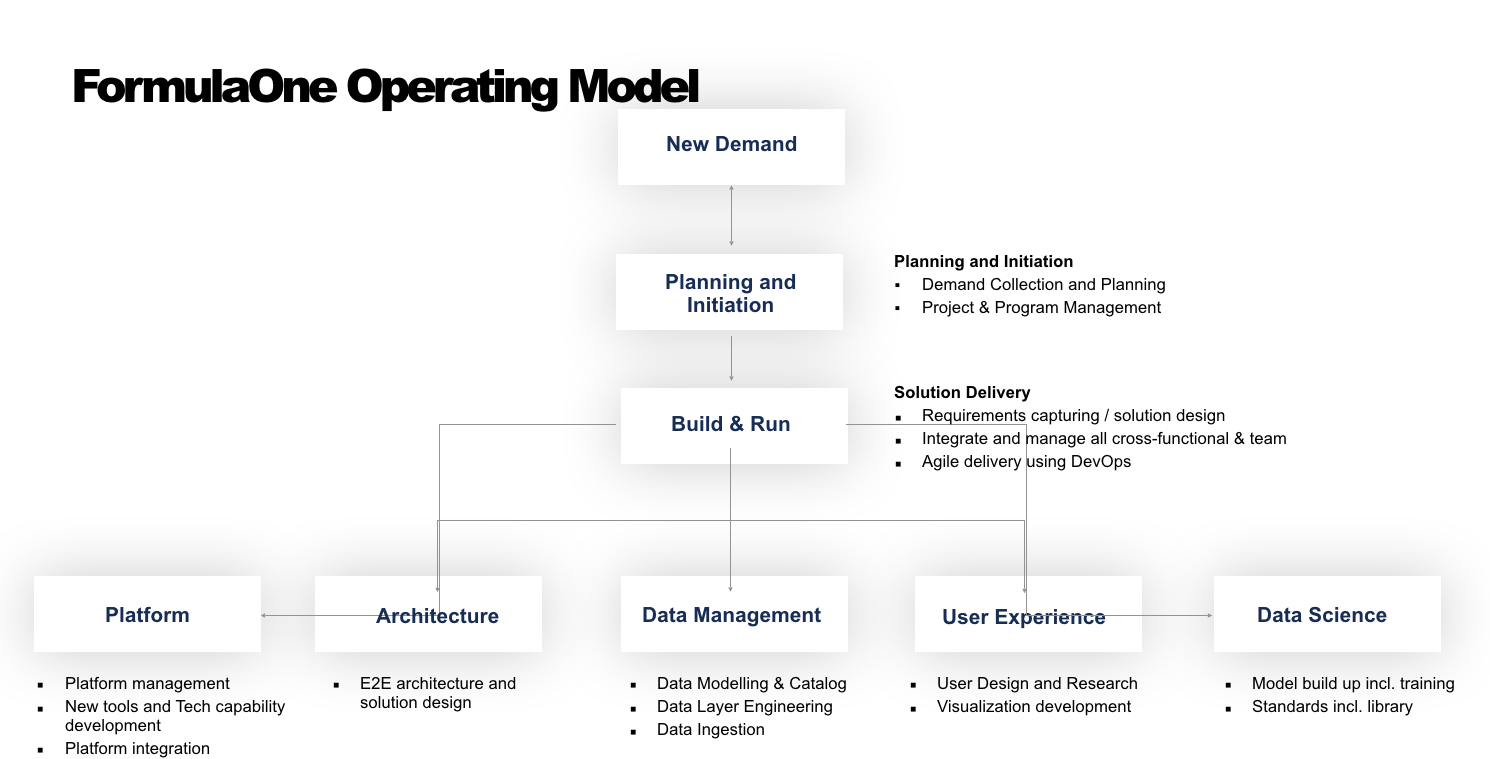 FormulaOne Operating Model
New Demand
Planning and
Initiation
Planning and Initiation
▪ Demand Collection and Planning
▪ Project & Program Management
Build & Run
Solution Delivery
▪ Requirements capturing / solution design
▪ Integrate and manage all cross-functional & team
▪ Agile delivery using DevOps
Platform
▪ Platform management
▪ New tools and Tech capability
development
▪ Platform integration
Architecture
▪ E2E architecture and
solution design
Data Management
▪ Data Modelling & Catalog
▪ Data Layer Engineering
▪ Data Ingestion
User Experience
▪ User Design and Research
▪ Visualization development
Data Science
▪ Model build up incl. training
▪ Standards incl. library